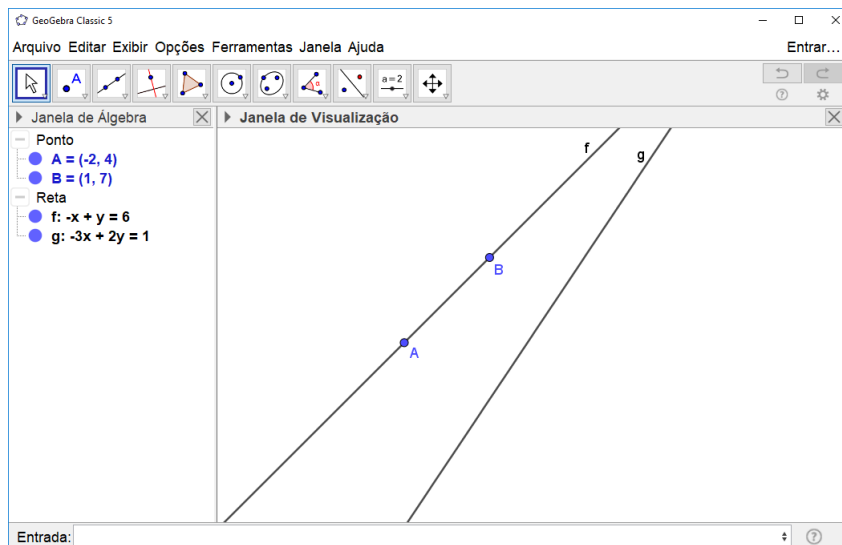 GeoGebra Classic 5
Arquivo Editar Exibir Opções Ferramentas Janela Ajuda Entrar...
A α a=2
Janela de Álgebra Janela de Visualização
Ponto
A = (-2, 4)
B = (1, 7)
Reta
f: -x + y = 6
g: -3x + 2y = 1
f
g
B
A
Entrada: